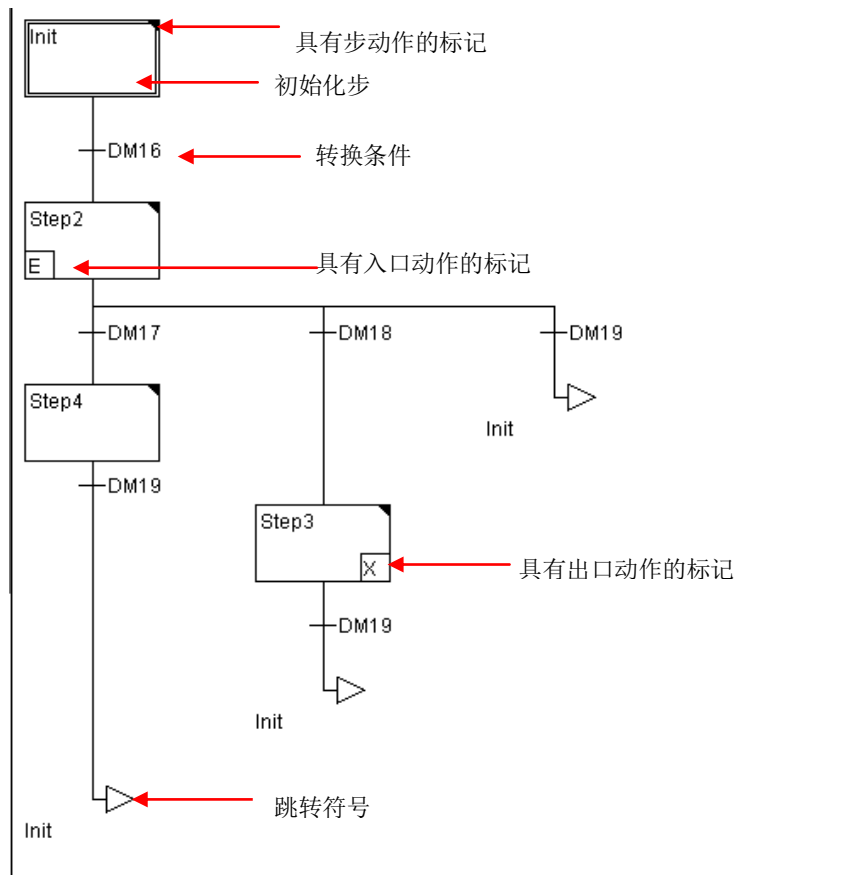 Init
具有步动作的标记
初始化步
DM16
转换条件
Step2
E
具有入口动作的标记
DM17
DM18
DM19
Step4
Init
DM19
Step3
X
具有出口动作的标记
DM19
Init
跳转符号
Init